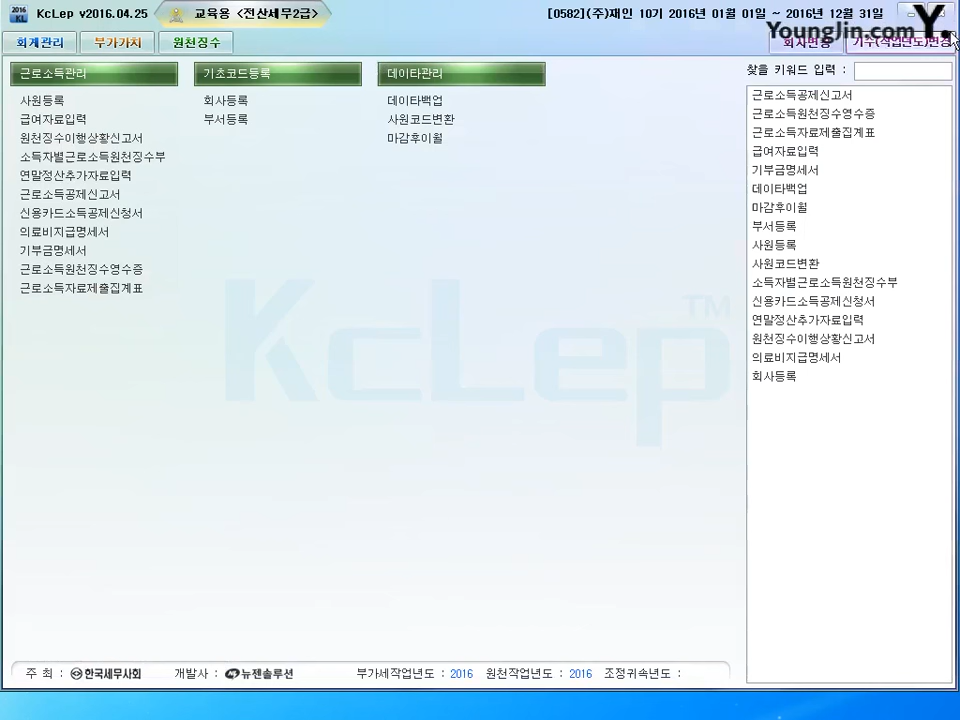 KcLep v2016.04.25
교육용 <전산세무2급>
[0582](주)재인 10기 2016년 01월 01일 ~ 2016년 12월 31일
YoungJin.com Y.
회계관리
부가가치
원천징수
회사변경
기수(작업년도)변경
근로소득관리
사원등록
급여자료입력
원천징수이행상황신고서
소득자별근로소득원천징수부
연말정산추가자료입력
근로소득공제신고서
신용카드소득공제신청서
의료비지급명세서
기부금명세서
근로소득원천징수영수증
근로소득자료제출집계표
기초코드등록
회사등록
부서등록
데이타관리
데이타백업
사원코드변환
마감후이월
찾을 키워드 입력 :
근로소득공제신고서
근로소득원천징수영수증
근로소득자료제출집계표
급여자료입력
기부금명세서
데이타백업
마감후이월
부서등록
사원등록
사원코드변환
소득자별근로소득원천징수부
신용카드소득공제신청서
연말정산추가자료입력
원천징수이행상황신고서
의료비지급명세서
회사등록
KcLep TM
주 최 : 한국세무사회 개발사 : 뉴젠솔루션 부가세작업년도 : 2016 원천작업년도 : 2016 조정귀속년도 :